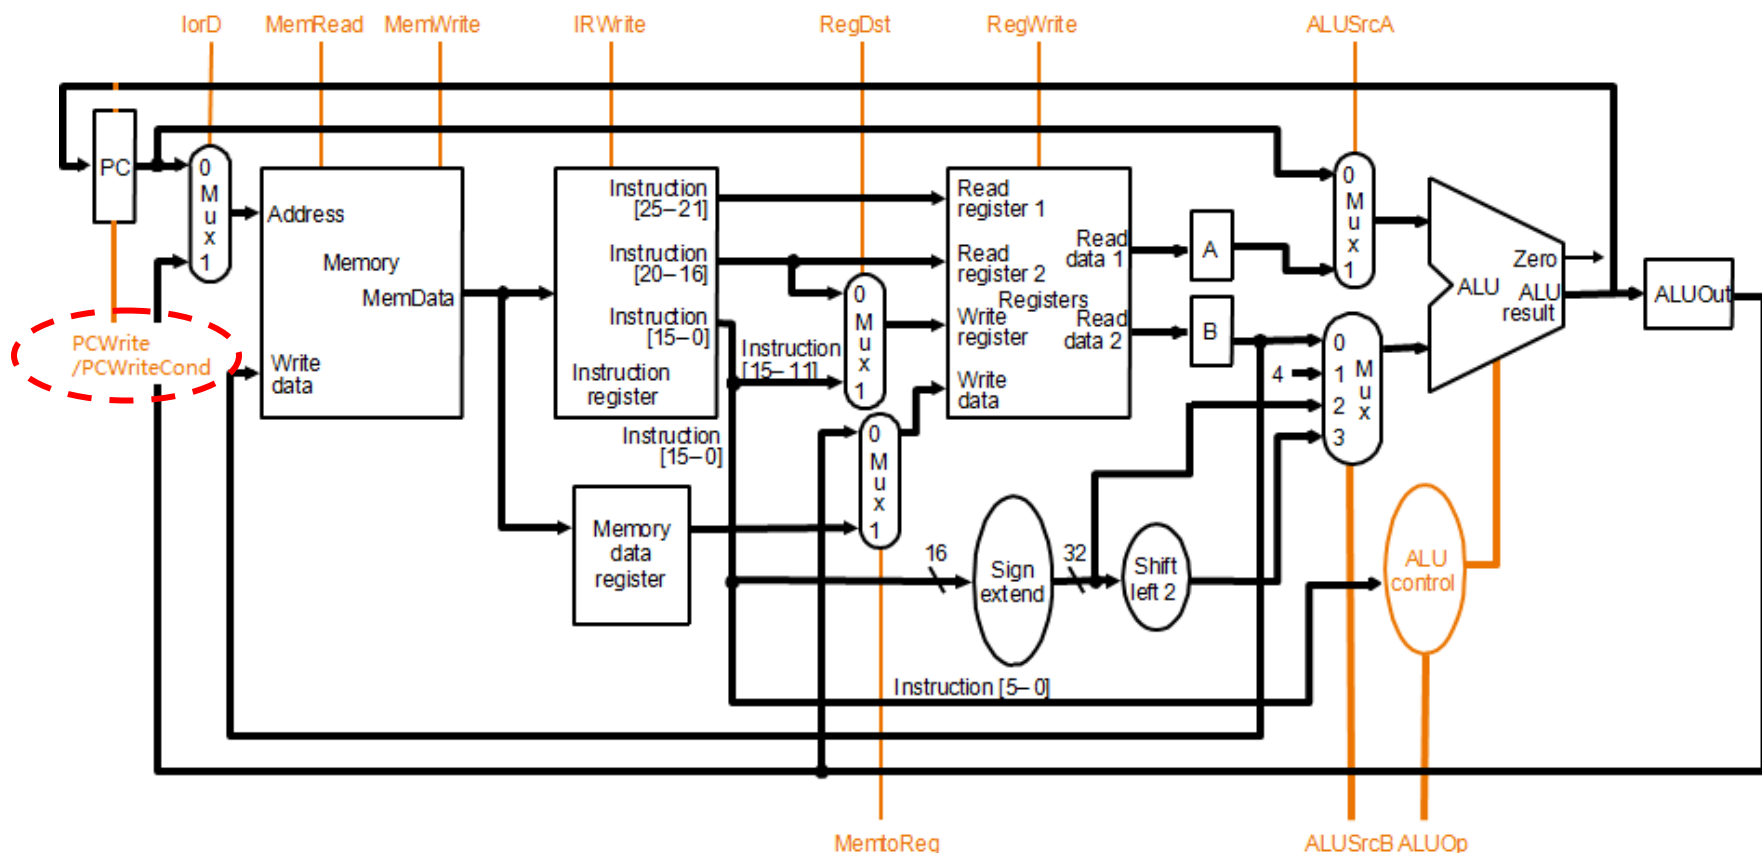 IorD
MemRead
MemWrite
IRWrite
RegDst
RegWrite
ALUSrcA
PC
0
M
u
x
1
Address
Memory
MemData
Write
data
PCWrite
/PCWriteCond
Instruction
[25–21]
Instruction
[20–16]
Instruction
[15–0]
Instruction
register
Instruction
[15–11]
Instruction
[15–0]
0
M
u
x
1
0
M
u
x
1
Memory
data
register
Read
register 1
Read
register 2
Registers
Write
register
Write
data
Read
data 1
Read
data 2
A
B
4
0
M
u
x
1
0
1
2
3
M
u
x
Zero
ALU
ALU
result
ALUOut
16
Sign
extend
32
Shift
left 2
ALU
control
Instruction [5–0]
MemtoReg
ALUSrcB
ALUOp